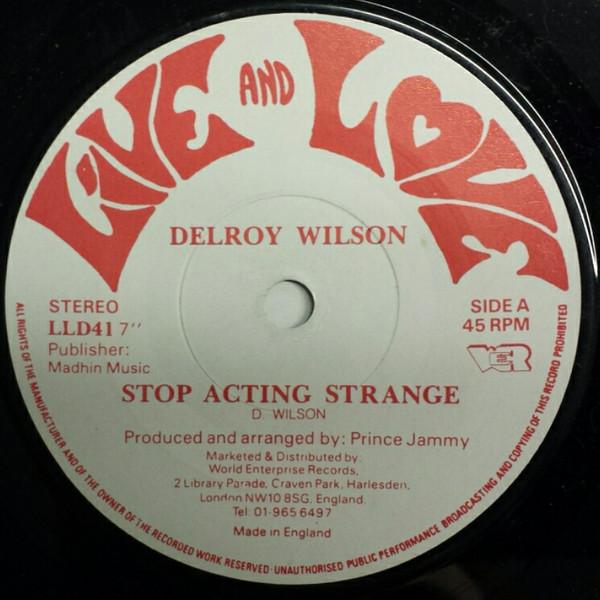 LIVE AND LOVE
DELROY WILSON
STEREO
LLD41 7''
Publisher:
Madhin Music
SIDE A
45 RPM
STOP ACTING STRANGE
D. WILSON
Produced and arranged by: Prince Jammy
Marketed & Distributed by:
World Enterprise Records,
2 Library Parade, Craven Park, Harlesden,
London NW10 8SG, England.
Tel: 01-965 6497
Made in England
ALL RIGHTS OF THE MANUFACTURER AND OF THE OWNER OF THE RECORDED WORK RESERVED · UNAUTHORISED PUBLIC PERFORMANCE BROADCASTING AND COPYING OF THIS RECORD PROHIBITED